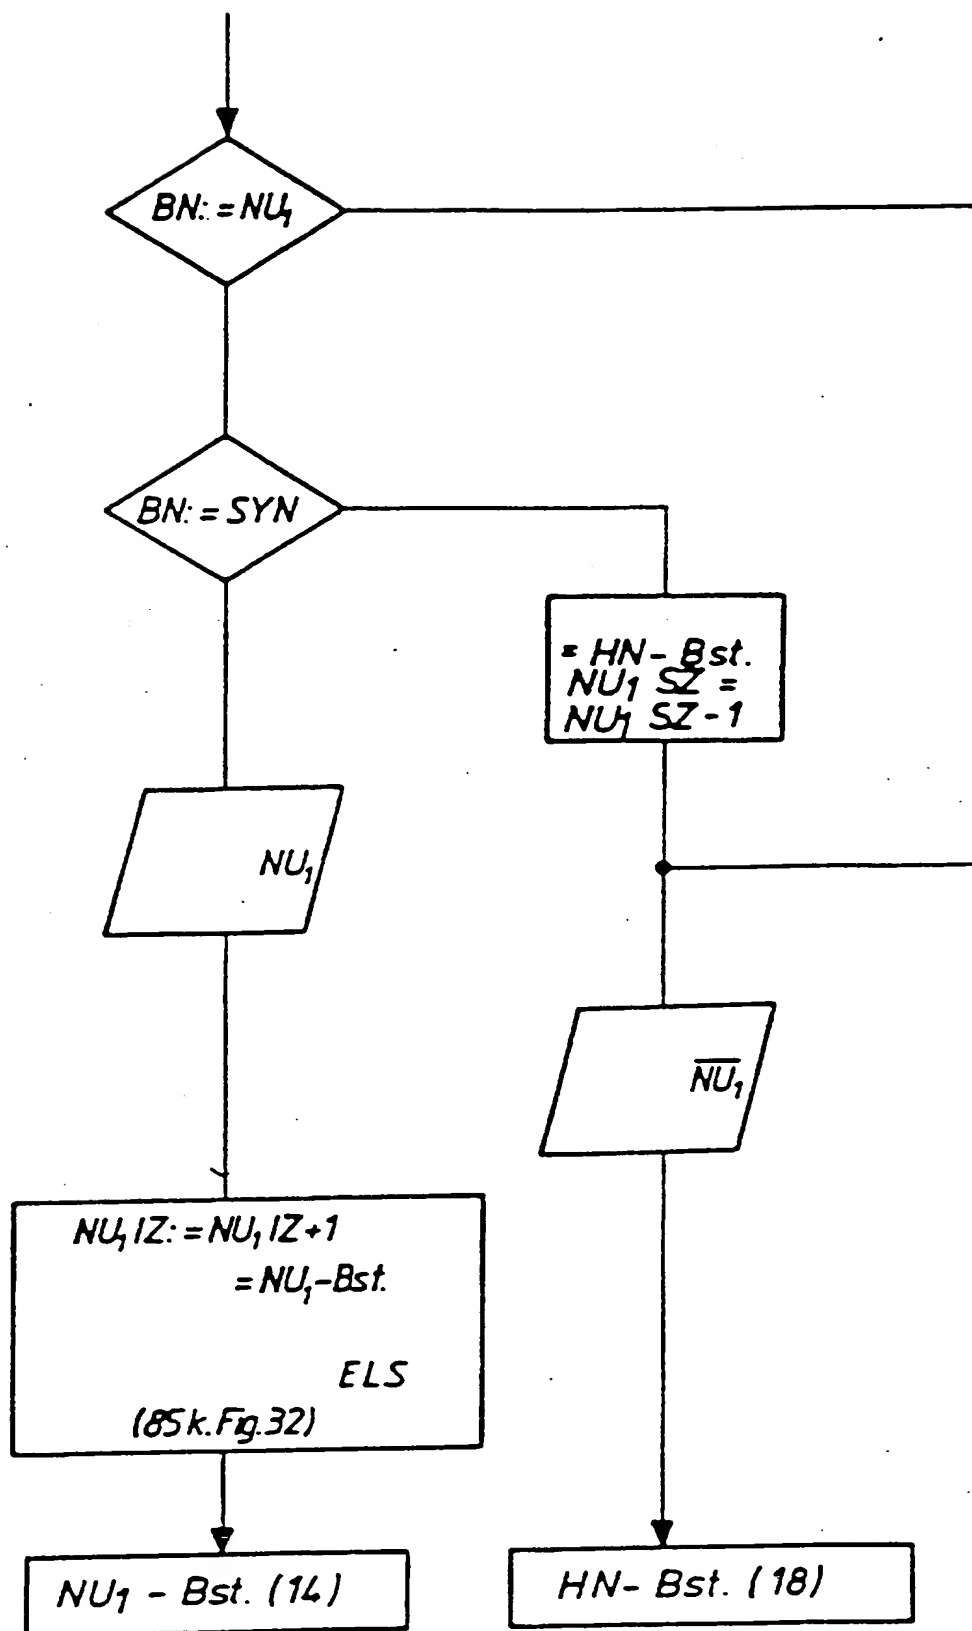 BN: = NU₁
BN: = SYN
= HN - Bst.
NU₁ SZ =
NU₁ SZ - 1
NU₁
N̅U̅₁
NU₁ IZ: = NU₁ IZ+1
= NU₁-Bst.
ELS
(85k.Fig.32)
NU₁ - Bst. (14)
HN- Bst. (18)